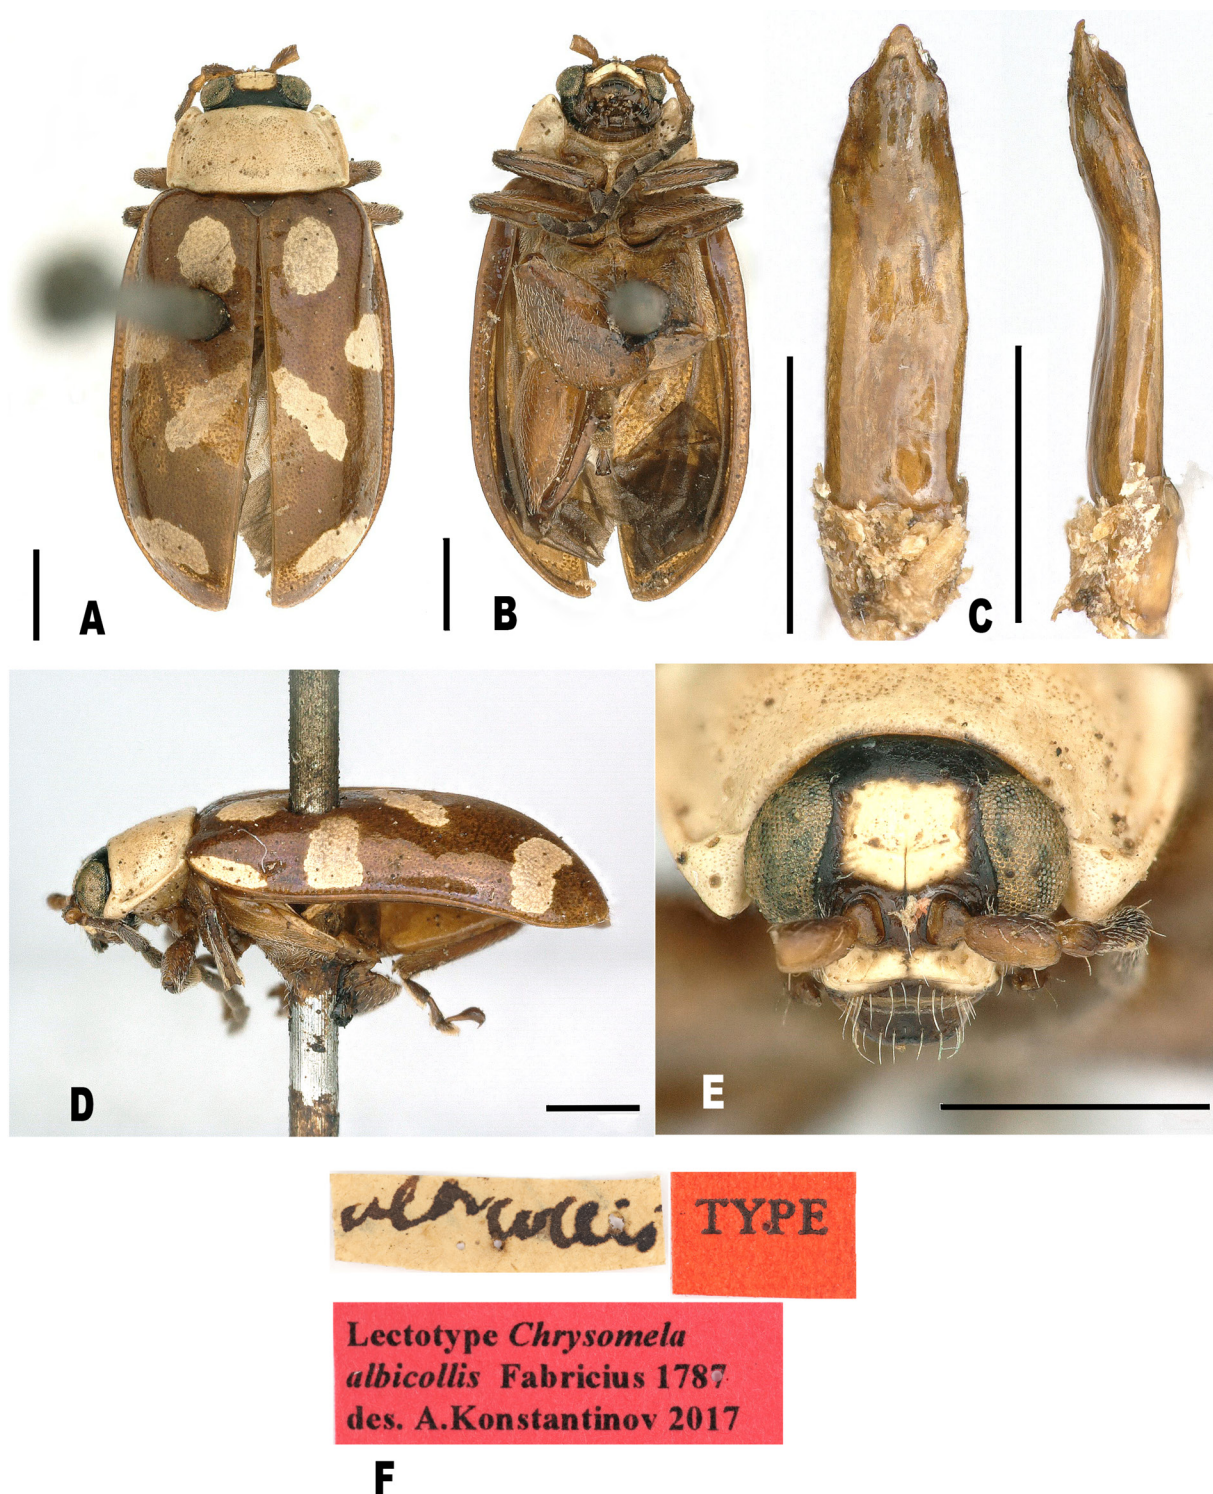 A
B
C
D
E
albicollis
TYPE
Lectotype Chrysomela
albicollis Fabricius 1787
des. A.Konstantinov 2017
F